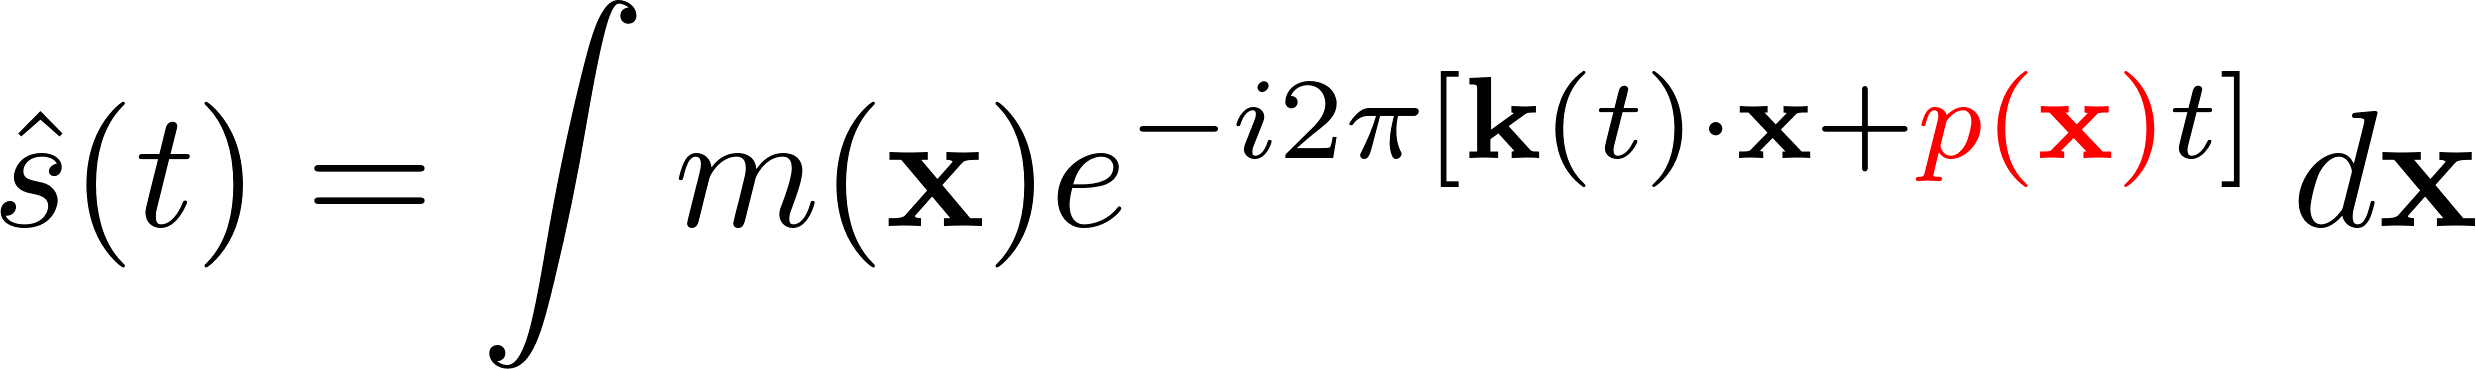 ŝ(t) = ∫ m(𝐱)e^{−i2π[𝐤(t)·𝐱+p(𝐱)t]} d𝐱